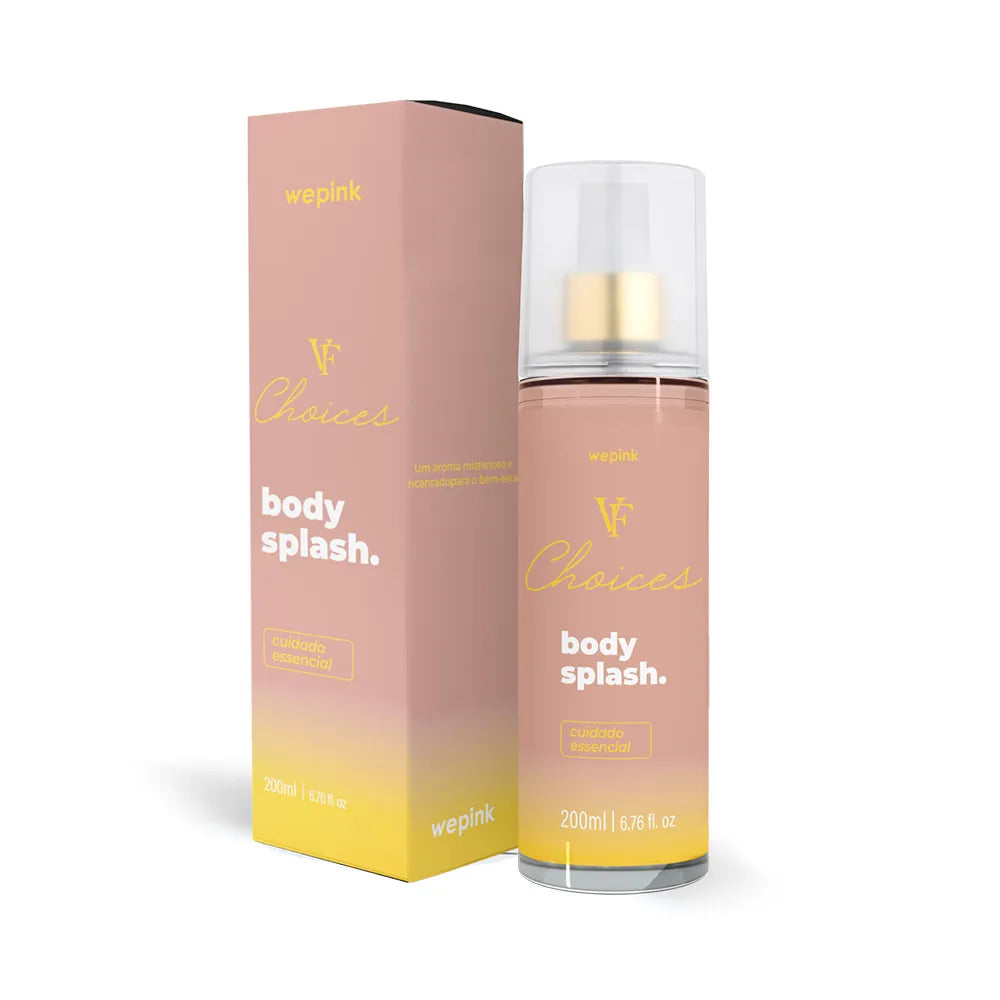 wepink
VF
Choices
body
splash.
cuidado
essencial
200ml | 6.76 fl. oz
Um aroma misterioso e
ncantadopara o bem-esta
wepink
wepink
VF
Choices
body
splash.
cuidado
essencial
200ml | 6.76 fl. oz